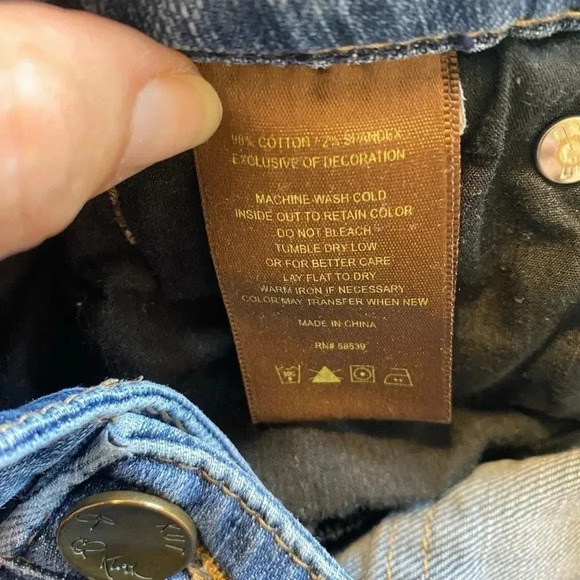 98% COTTON / 2% SPANDEX
EXCLUSIVE OF DECORATION
MACHINE WASH COLD
INSIDE OUT TO RETAIN COLOR
DO NOT BLEACH
TUMBLE DRY LOW
OR FOR BETTER CARE
LAY FLAT TO DRY
WARM IRON IF NECESSARY
COLOR MAY TRANSFER WHEN NEW
MADE IN CHINA
RN# 58539
KUT